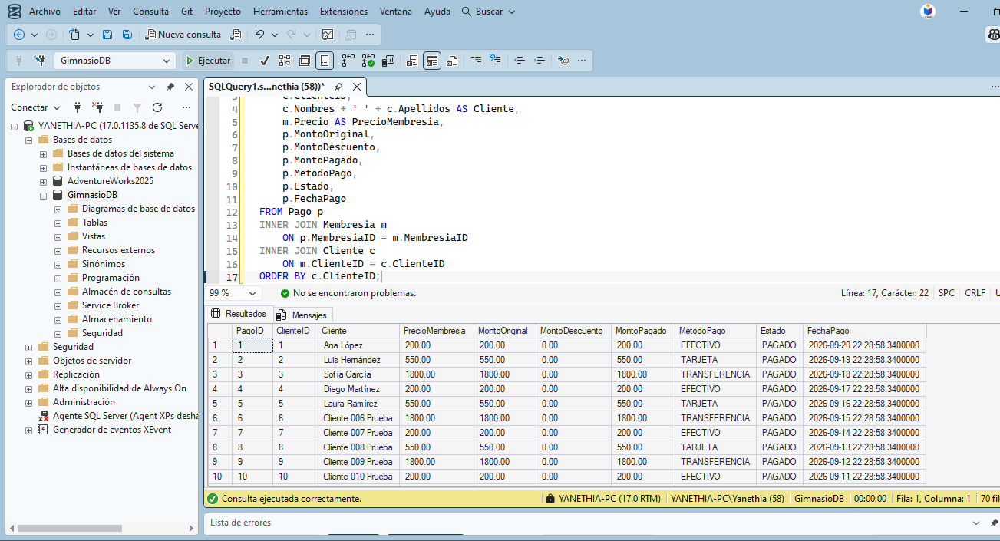 Archivo Editar Ver Consulta Git Proyecto Herramientas Extensiones Ventana Ayuda Buscar
Nueva consulta
GimnasioDB Ejecutar
Explorador de objetos
Conectar
YANETHIA-PC (17.0.1135.8 de SQL Serve
Bases de datos
Bases de datos del sistema
Instantáneas de bases de datos
AdventureWorks2025
GimnasioDB
Diagramas de base de datos
Tablas
Vistas
Recursos externos
Sinónimos
Programación
Almacén de consultas
Service Broker
Almacenamiento
Seguridad
Seguridad
Objetos de servidor
Replicación
Alta disponibilidad de Always On
Administración
Agente SQL Server (Agent XPs desha
Generador de eventos XEvent
SQLQuery1.s...nethia (58))*
3 c.ClienteID,
4 c.Nombres + ' ' + c.Apellidos AS Cliente,
5 m.Precio AS PrecioMembresia,
6 p.MontoOriginal,
7 p.MontoDescuento,
8 p.MontoPagado,
9 p.MetodoPago,
10 p.Estado,
11 p.FechaPago
12 FROM Pago p
13 INNER JOIN Membresia m
14 ON p.MembresiaID = m.MembresiaID
15 INNER JOIN Cliente c
16 ON m.ClienteID = c.ClienteID
17 ORDER BY c.ClienteID;
99 % No se encontraron problemas. Línea: 17, Carácter: 22 SPC CRLF U
Resultados Mensajes
PagoID ClienteID Cliente PrecioMembresia MontoOriginal MontoDescuento MontoPagado MetodoPago Estado FechaPago
1 1 1 Ana López 200.00 200.00 0.00 200.00 EFECTIVO PAGADO 2026-09-20 22:28:58.3400000
2 2 2 Luis Hernández 550.00 550.00 0.00 550.00 TARJETA PAGADO 2026-09-19 22:28:58.3400000
3 3 3 Sofía García 1800.00 1800.00 0.00 1800.00 TRANSFERENCIA PAGADO 2026-09-18 22:28:58.3400000
4 4 4 Diego Martínez 200.00 200.00 0.00 200.00 EFECTIVO PAGADO 2026-09-17 22:28:58.3400000
5 5 5 Laura Ramírez 550.00 550.00 0.00 550.00 TARJETA PAGADO 2026-09-16 22:28:58.3400000
6 6 6 Cliente 006 Prueba 1800.00 1800.00 0.00 1800.00 TRANSFERENCIA PAGADO 2026-09-15 22:28:58.3400000
7 7 7 Cliente 007 Prueba 200.00 200.00 0.00 200.00 EFECTIVO PAGADO 2026-09-14 22:28:58.3400000
8 8 8 Cliente 008 Prueba 550.00 550.00 0.00 550.00 TARJETA PAGADO 2026-09-13 22:28:58.3400000
9 9 9 Cliente 009 Prueba 1800.00 1800.00 0.00 1800.00 TRANSFERENCIA PAGADO 2026-09-12 22:28:58.3400000
10 10 10 Cliente 010 Prueba 200.00 200.00 0.00 200.00 EFECTIVO PAGADO 2026-09-11 22:28:58.3400000
Consulta ejecutada correctamente. YANETHIA-PC (17.0 RTM) YANETHIA-PC\Yanethia (58) GimnasioDB 00:00:00 Fila: 1, Columna: 1 70 fil
Lista de errores